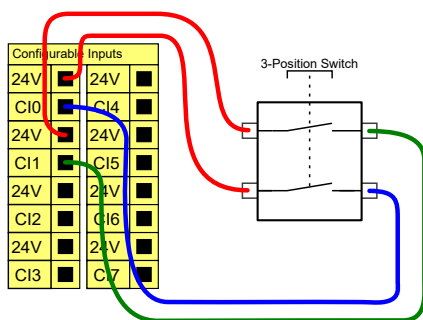 Configurable Inputs
3-Position Switch
24V 24V
CI0 CI4
24V 24V
CI1 CI5
24V 24V
CI2 CI6
24V 24V
CI3 CI7